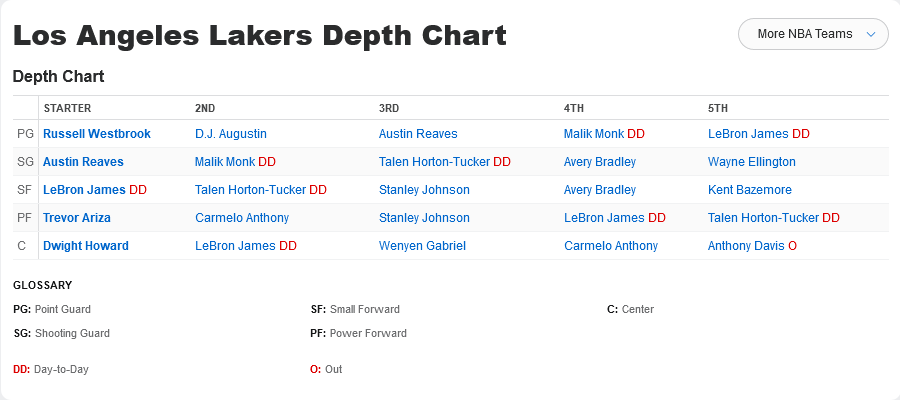 Los Angeles Lakers Depth Chart
More NBA Teams
Depth Chart
STARTER 2ND 3RD 4TH 5TH
PG Russell Westbrook D.J. Augustin Austin Reaves Malik Monk DD LeBron James DD
SG Austin Reaves Malik Monk DD Talen Horton-Tucker DD Avery Bradley Wayne Ellington
SF LeBron James DD Talen Horton-Tucker DD Stanley Johnson Avery Bradley Kent Bazemore
PF Trevor Ariza Carmelo Anthony Stanley Johnson LeBron James DD Talen Horton-Tucker DD
C Dwight Howard LeBron James DD Wenyen Gabriel Carmelo Anthony Anthony Davis O
GLOSSARY
PG: Point Guard SF: Small Forward C: Center
SG: Shooting Guard PF: Power Forward
DD: Day-to-Day O: Out